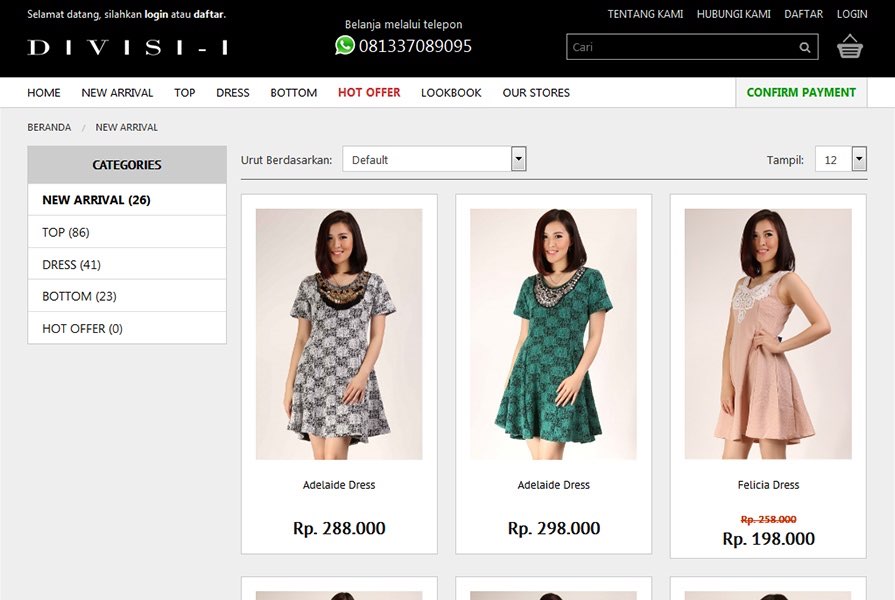 Selamat datang, silahkan login atau daftar.
Belanja melalui telepon
081337089095
TENTANG KAMI HUBUNGI KAMI DAFTAR LOGIN
DIVISI-I
Cari
HOME NEW ARRIVAL TOP DRESS BOTTOM HOT OFFER LOOKBOOK OUR STORES CONFIRM PAYMENT
BERANDA / NEW ARRIVAL
CATEGORIES
NEW ARRIVAL (26)
TOP (86)
DRESS (41)
BOTTOM (23)
HOT OFFER (0)
Urut Berdasarkan: Default
Tampil: 12
Adelaide Dress
Rp. 288.000
Adelaide Dress
Rp. 298.000
Felicia Dress
Rp. 258.000
Rp. 198.000